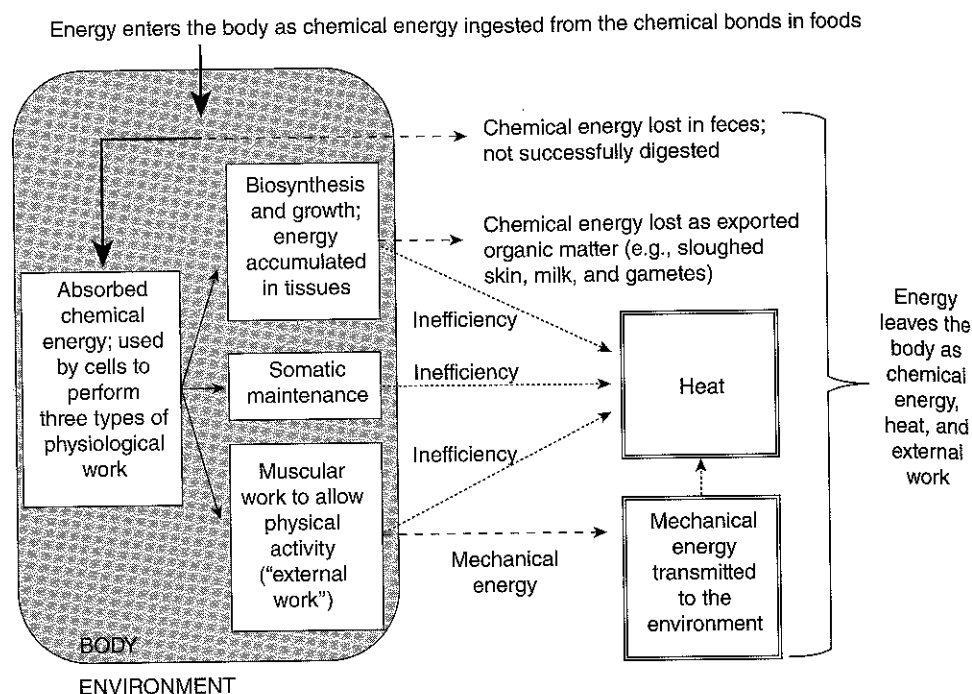 Energy enters the body as chemical energy ingested from the chemical bonds in foods
Chemical energy lost in feces;
not successfully digested
Biosynthesis
and growth;
energy
accumulated
in tissues
Chemical energy lost as exported
organic matter (e.g., sloughed
skin, milk, and gametes)
Absorbed
chemical
energy; used
by cells to
perform
three types of
physiological
work
Inefficiency
Somatic
maintenance
Inefficiency
Heat
Energy
leaves the
body as
chemical
energy,
heat, and
external
work
Inefficiency
Muscular
work to allow
physical
activity
("external
work")
Mechanical
energy
Mechanical
energy
transmitted
to the
environment
BODY
ENVIRONMENT